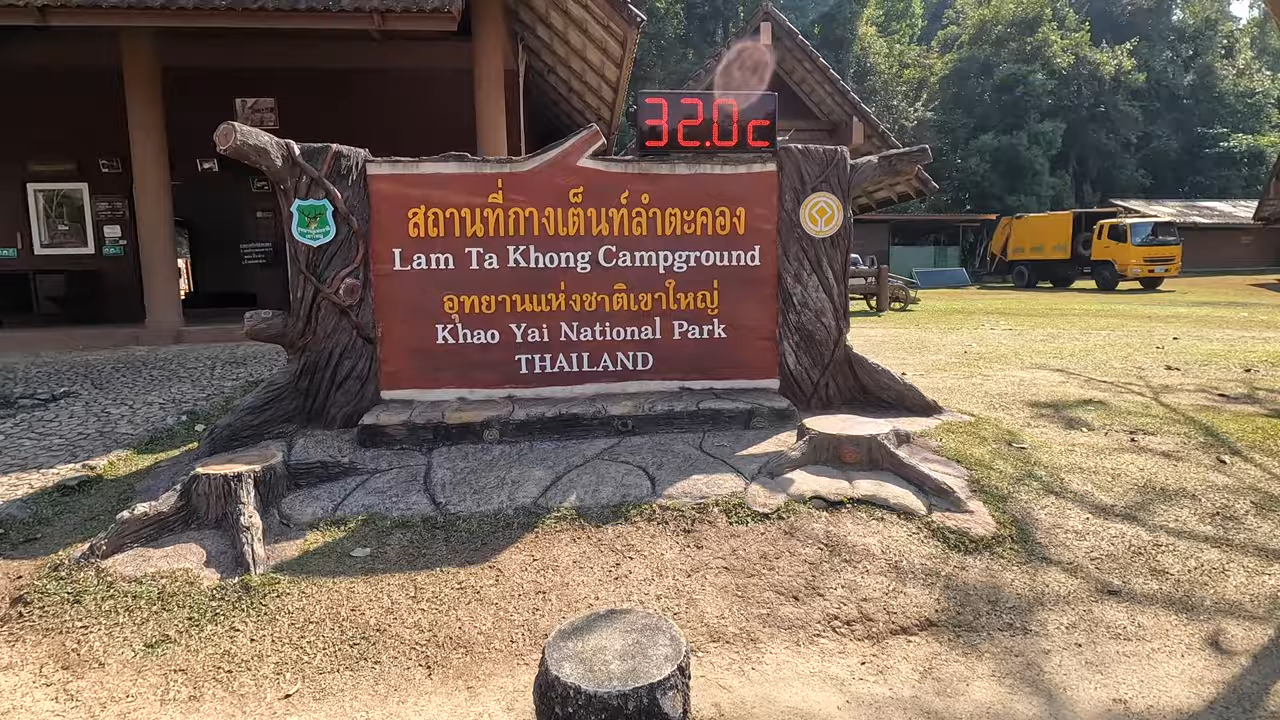 32.0c
สถานที่กางเต็นท์ลำตะคอง
Lam Ta Khong Campground
อุทยานแห่งชาติเขาใหญ่
Khao Yai National Park
THAILAND